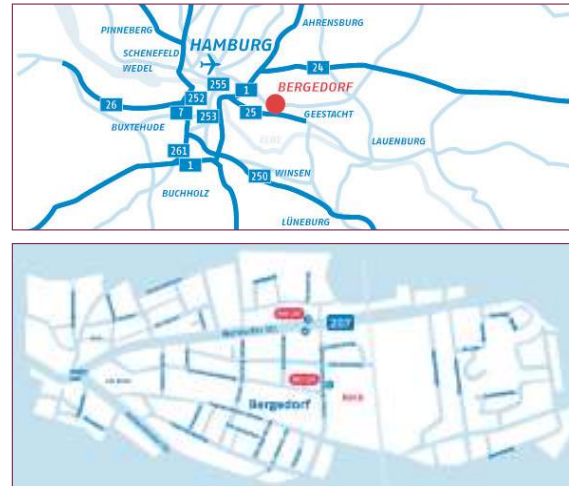 PINNEBERG
AHRENSBURG
SCHENEFELD
HAMBURG
WEDEL
24
255
1
BERGEDORF
26
252
7
253
25
GEESTACHT
BUXTEHUDE
ELBE
LAUENBURG
261
1
WINSEN
250
BUCHHOLZ
LÜNEBURG
207
Bergedorf